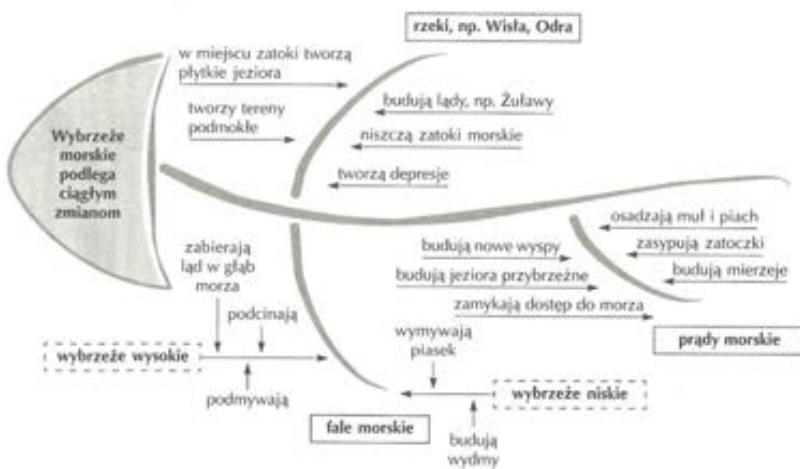 rzeki, np. Wisła, Odra
w miejscu zatoki tworzą
płytkie jeziora
tworzy tereny
podmokłe
budują lądy, np. Żuławy
niszczą zatoki morskie
tworzą depresje
Wybrzeże
morskie
podlega
ciągłym
zmianom
osadzają muł i piach
zasypują zatoczki
budują mierzeje
budują nowe wyspy
budują jeziora przybrzeżne
zamykają dostęp do morza
prądy morskie
zabierają
ląd w głąb
morza
podcinają
wybrzeże wysokie
podmywają
fale morskie
wymywają
piasek
wybrzeże niskie
budują
wydmy